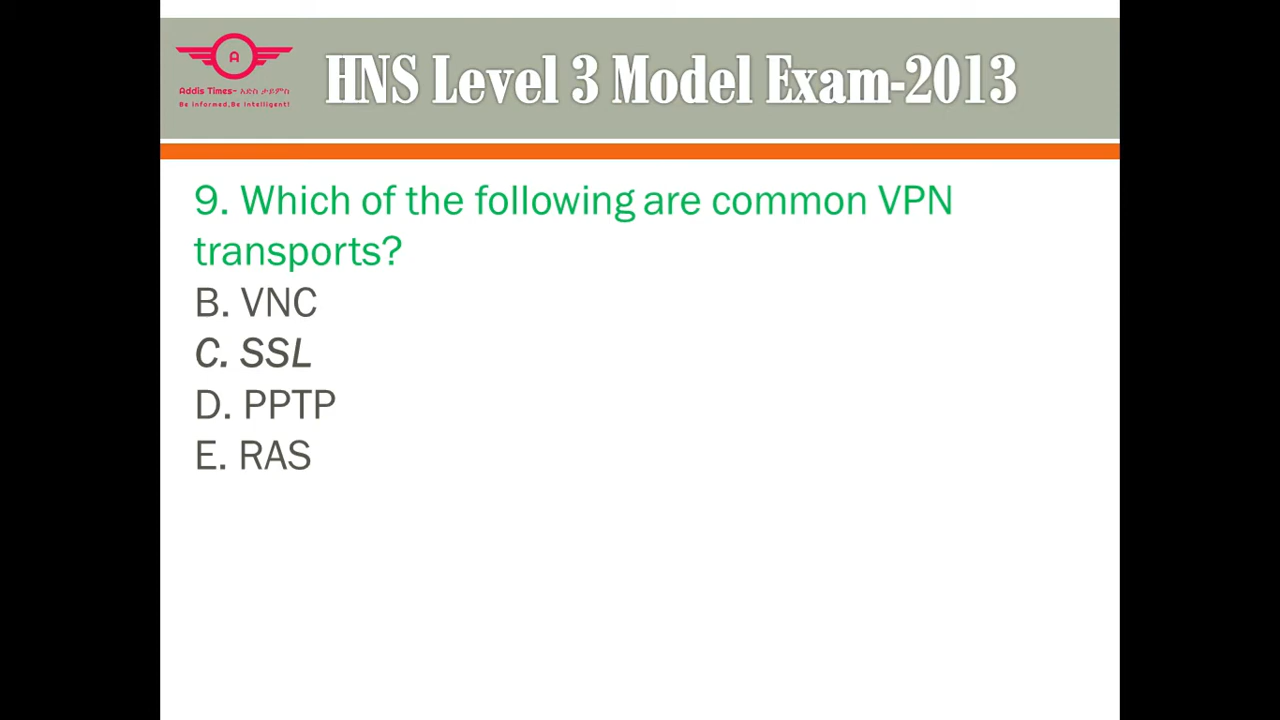 A
Addis Times- አድስ ታይምስ
Be Informed,Be Intelligent!
HNS Level 3 Model Exam-2013
9. Which of the following are common VPN
transports?
B. VNC
C. SSL
D. PPTP
E. RAS